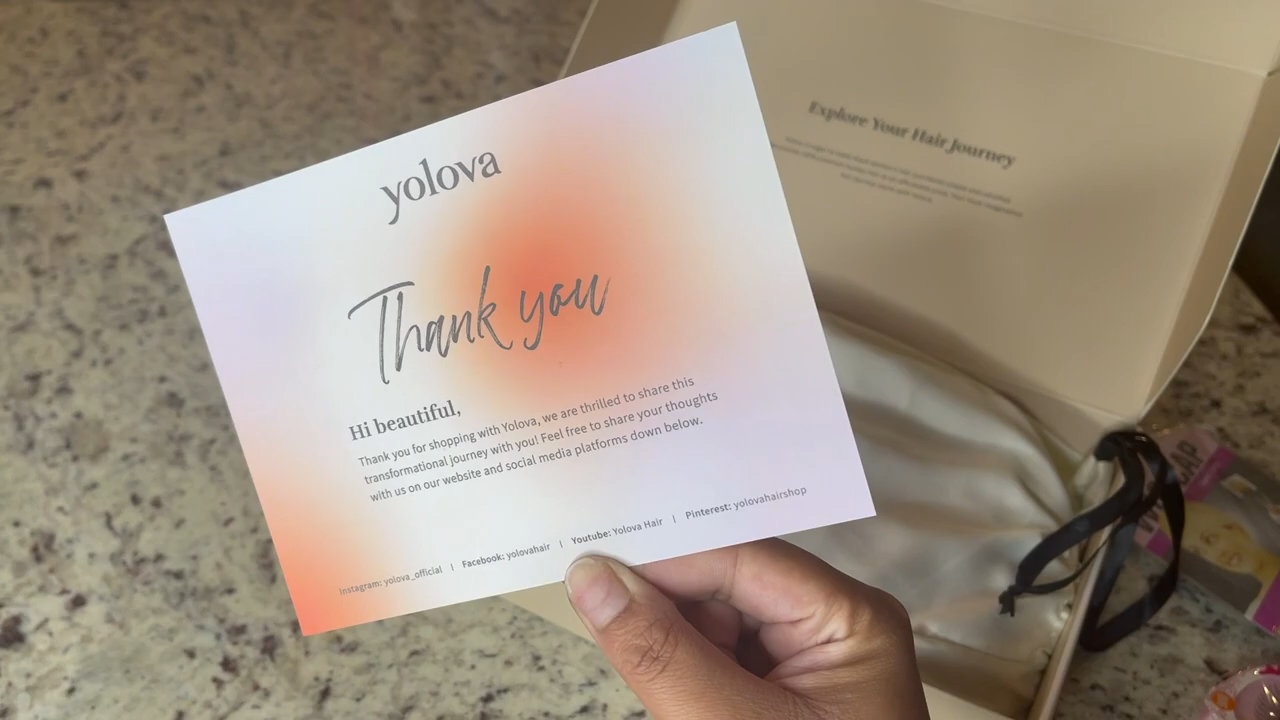 yolova
Thank you
Hi beautiful,
Thank you for shopping with Yolova, we are thrilled to share this
transformational journey with you! Feel free to share your thoughts
with us on our website and social media platforms down below.
Instagram: yolova_official | Facebook: yolovahair | Youtube: Yolova Hair | Pinterest: yolovahairshop
Explore Your Hair Journey